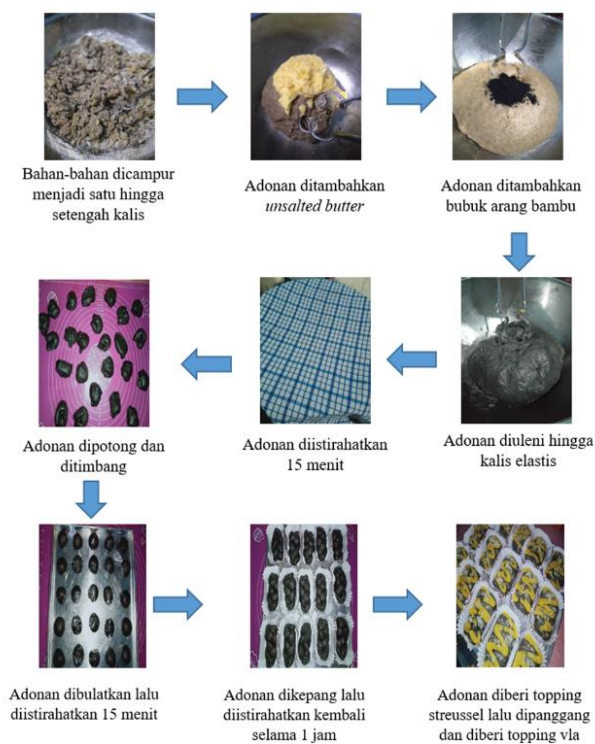 Bahan-bahan dicampur
menjadi satu hingga
setengah kalis
Adonan ditambahkan
unsalted butter
Adonan ditambahkan
bubuk arang bambu
Adonan diuleni hingga
kalis elastis
Adonan diistirahatkan
15 menit
Adonan dipotong dan
ditimbang
Adonan dibulatkan lalu
diistirahatkan 15 menit
Adonan dikepang lalu
diistirahatkan kembali
selama 1 jam
Adonan diberi topping
streussel lalu dipanggang
dan diberi topping vla